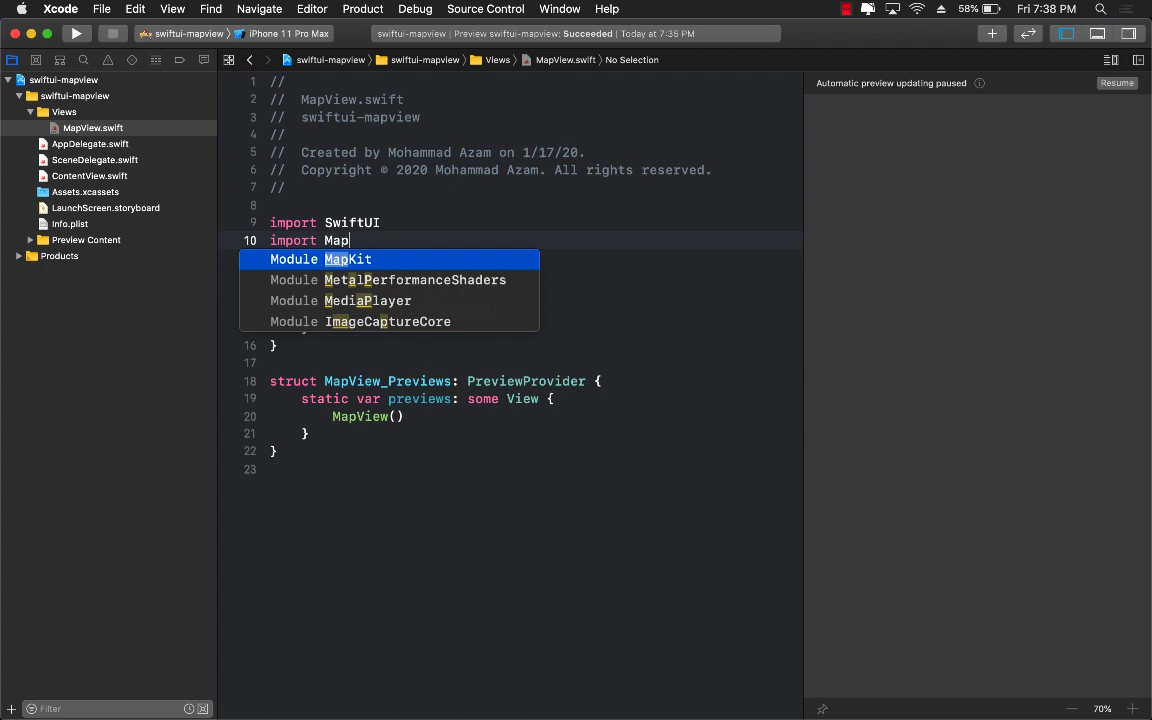 Xcode File Edit View Find Navigate Editor Product Debug Source Control Window Help 58% Fri 7:38 PM
swiftui-mapview iPhone 11 Pro Max swiftui-mapview | Preview swiftui-mapview: Succeeded | Today at 7:35 PM
swiftui-mapview swiftui-mapview Views MapView.swift No Selection
swiftui-mapview
swiftui-mapview
Views
MapView.swift
AppDelegate.swift
SceneDelegate.swift
ContentView.swift
Assets.xcassets
LaunchScreen.storyboard
Info.plist
Preview Content
Products
Filter
1 //
2 // MapView.swift
3 // swiftui-mapview
4 //
5 // Created by Mohammad Azam on 1/17/20.
6 // Copyright © 2020 Mohammad Azam. All rights reserved.
7 //
8
9 import SwiftUI
10 import Map
Module MapKit
Module MetalPerformanceShaders
Module MediaPlayer
Module ImageCaptureCore
16 }
17
18 struct MapView_Previews: PreviewProvider {
19 static var previews: some View {
20 MapView()
21 }
22 }
23
Automatic preview updating paused Resume
70%